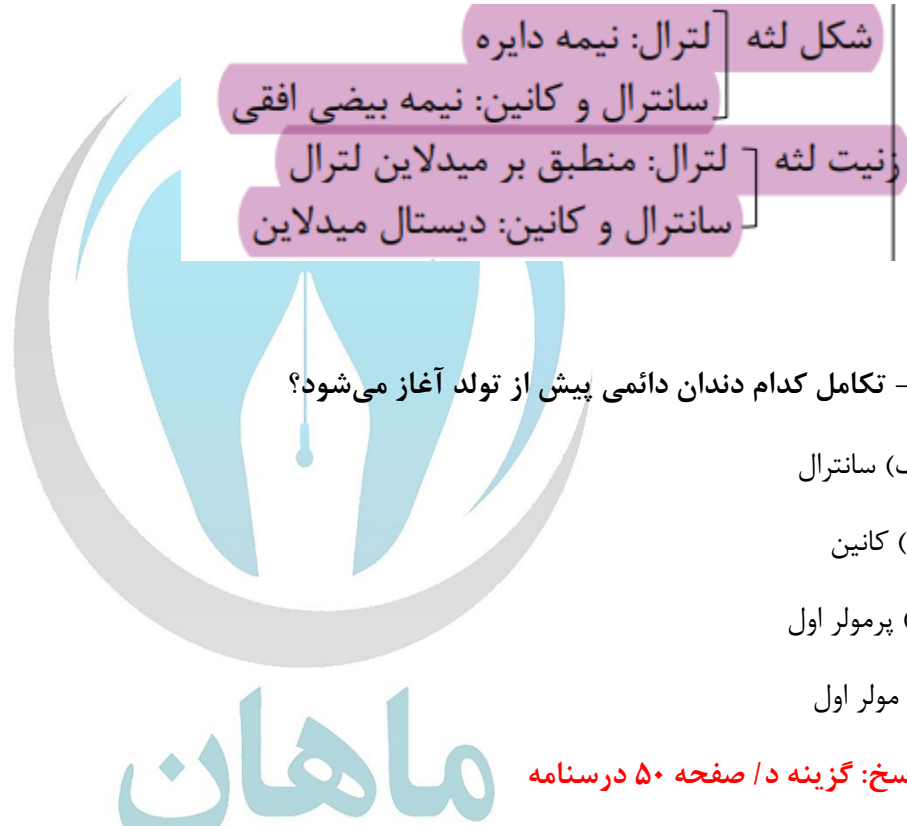 شکل لثه لترال: نیمه دایره
سانترال و کانین: نیمه بیضی افقی
زنیت لثه لترال: منطبق بر میدلاین لترال
سانترال و کانین: دیستال میدلاین
- تکامل کدام دندان دائمی پیش از تولد آغاز می‌شود؟
) سانترال
) کانین
) پرمولر اول
مولر اول
سخ: گزینه د/ صفحه ۵۰ درسنامه
ماهان